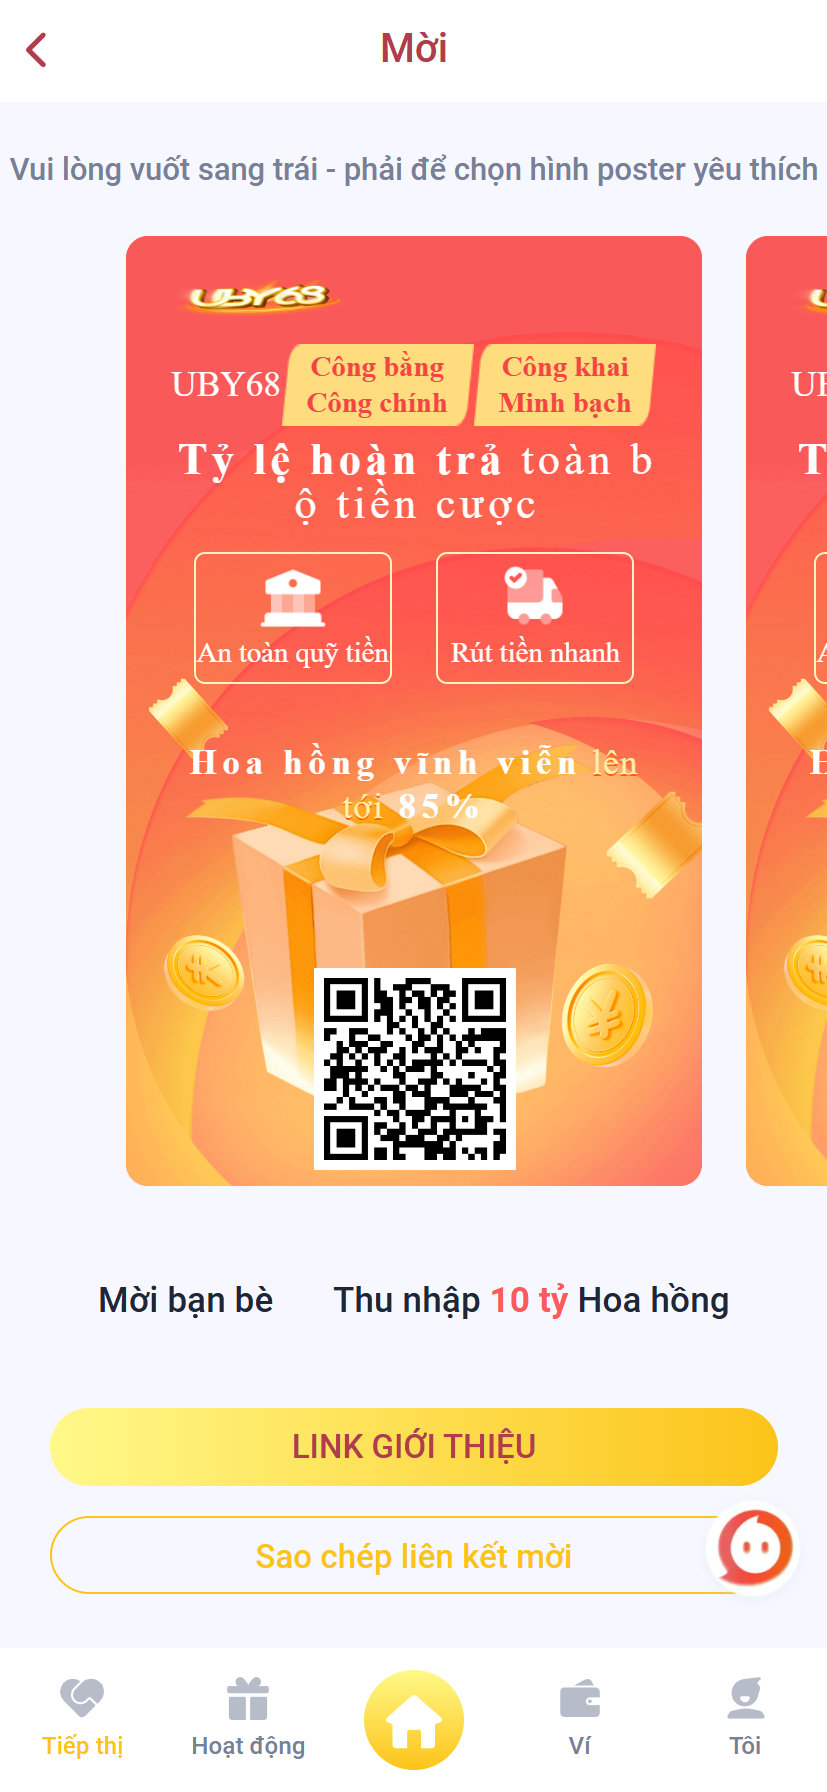 Mời
Vui lòng vuốt sang trái - phải để chọn hình poster yêu thích
UBY68
UBY68
Công bằng
Công chính
Công khai
Minh bạch
Tỷ lệ hoàn trả toàn b
ộ tiền cược
An toàn quỹ tiền
Rút tiền nhanh
Hoa hồng vĩnh viễn lên
tới 85%
Mời bạn bè
Thu nhập 10 tỷ Hoa hồng
LINK GIỚI THIỆU
Sao chép liên kết mời
Tiếp thị
Hoạt động
Ví
Tôi